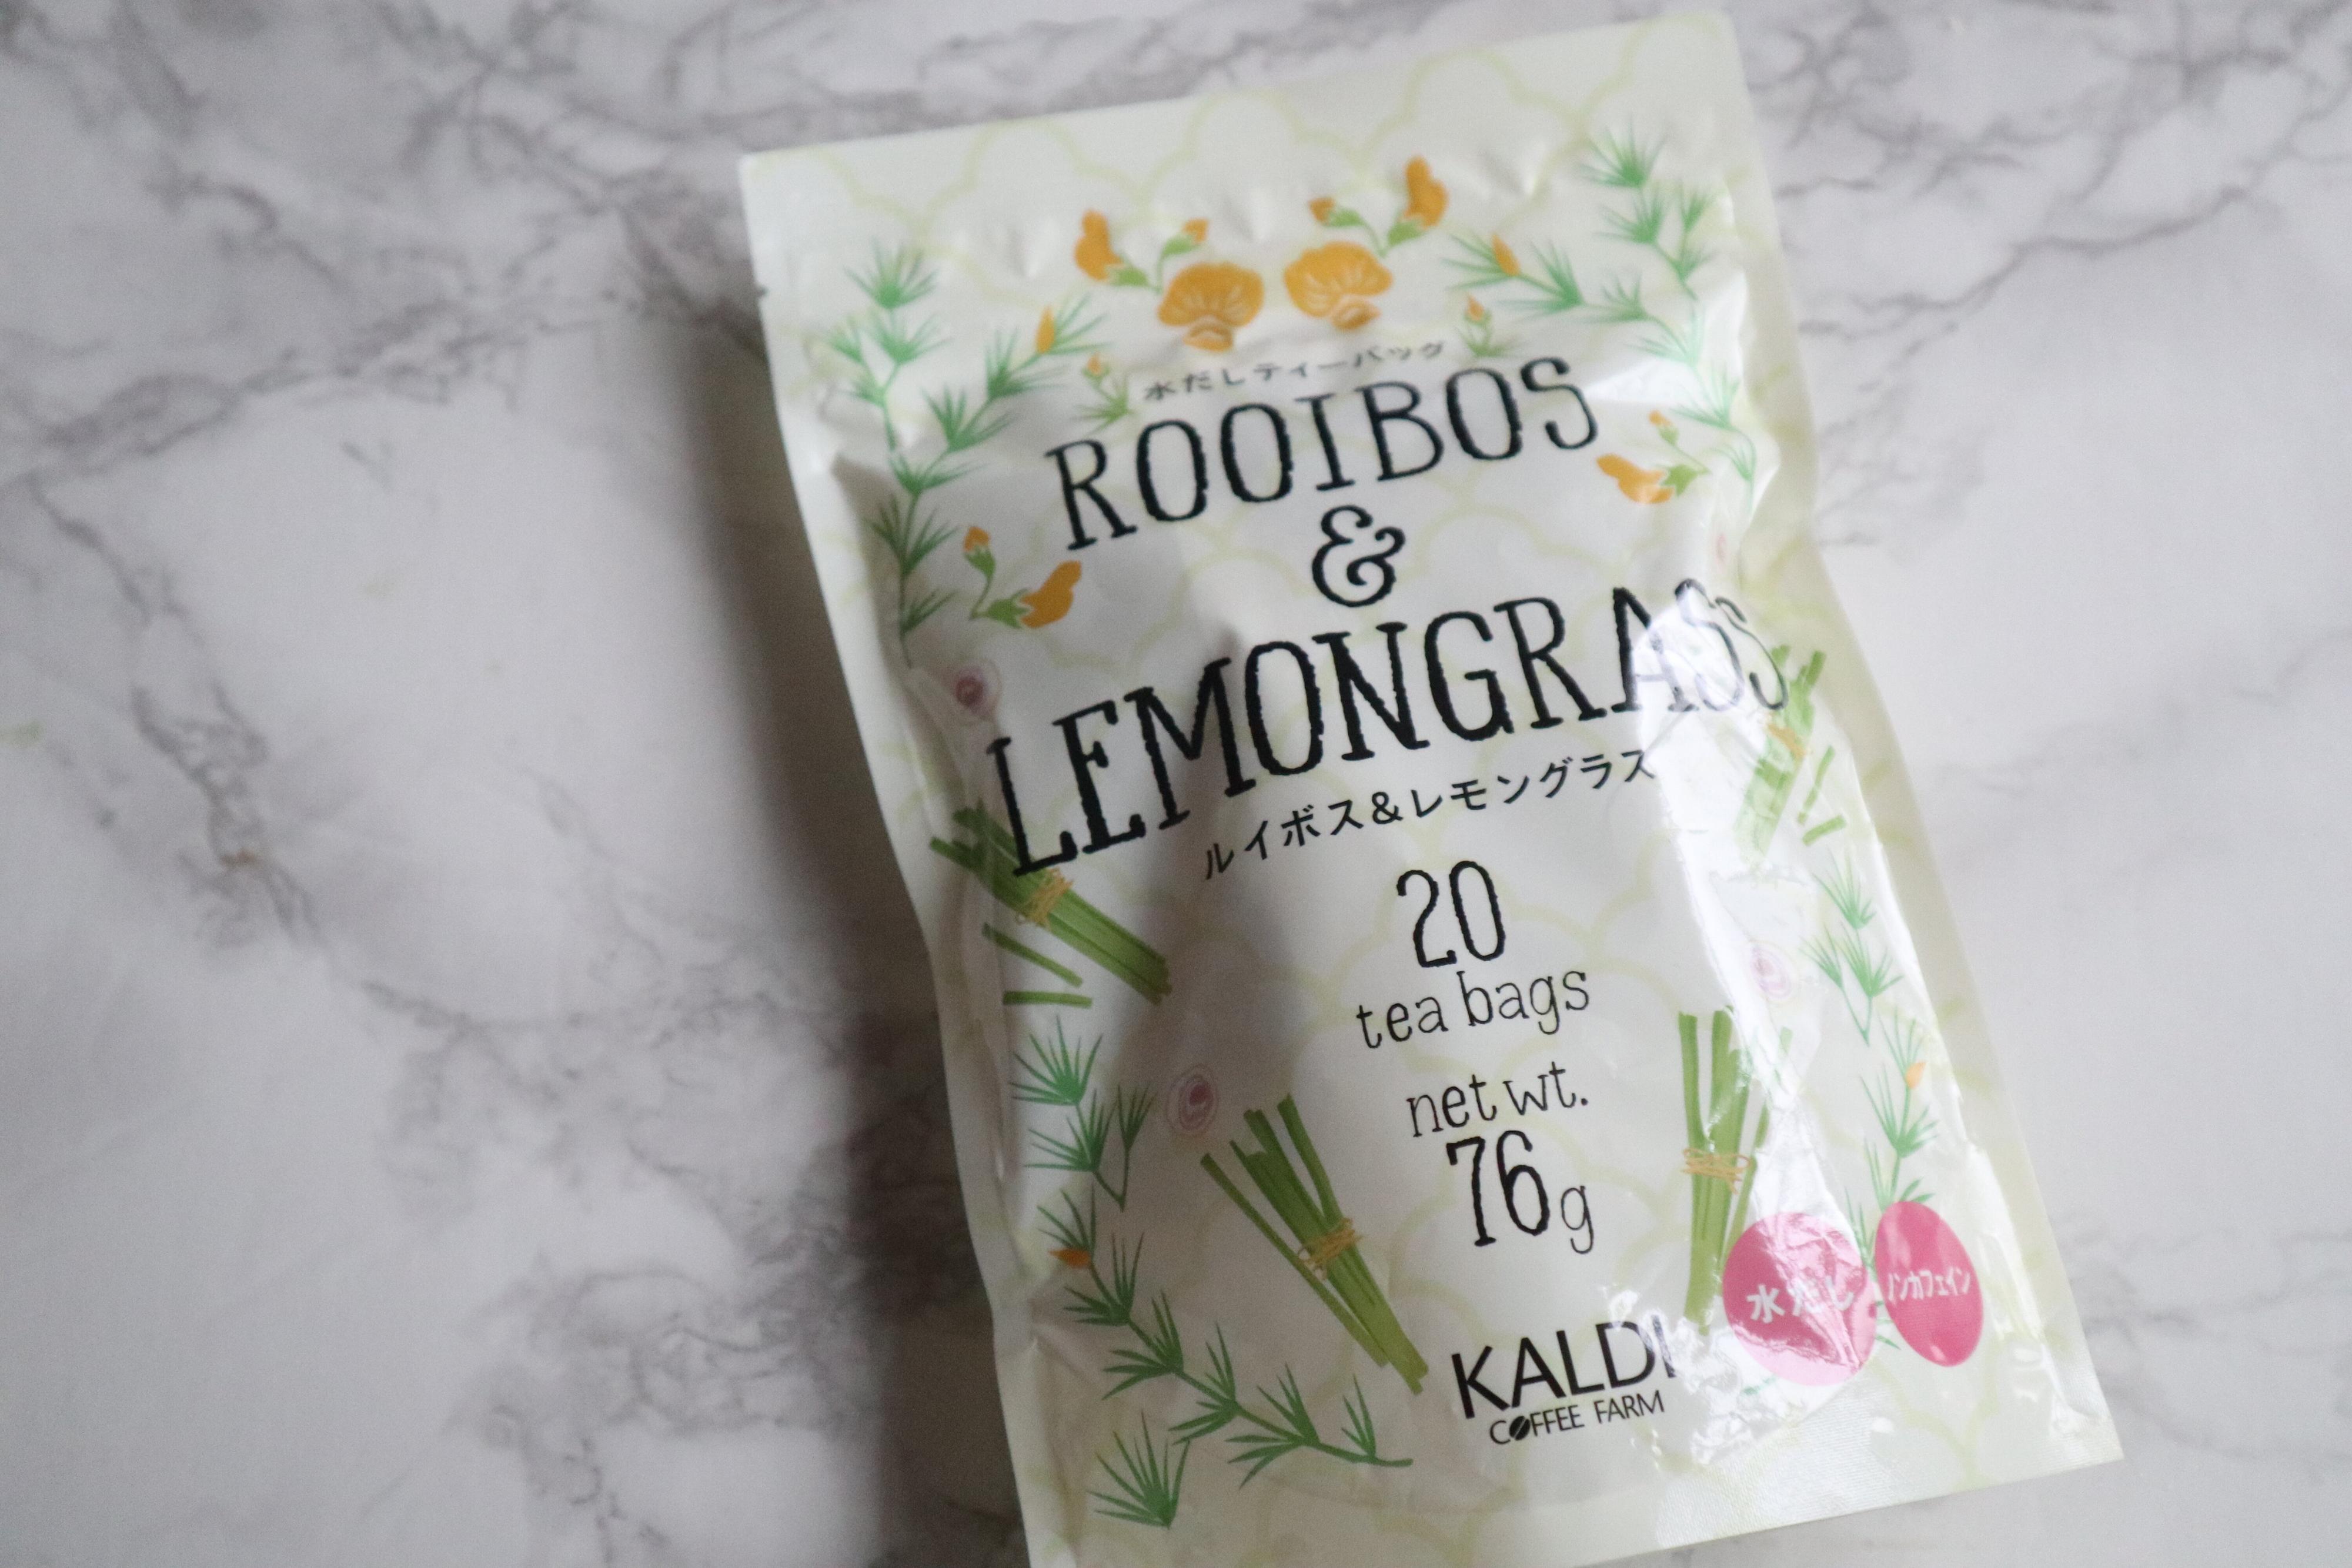 水だしティーバッグ
ROOIBOS
&
LEMONGRASS
ルイボス&レモングラス
20
tea bags
net wt.
76g
水だし
ノンカフェイン
KALDI
COFFEE FARM